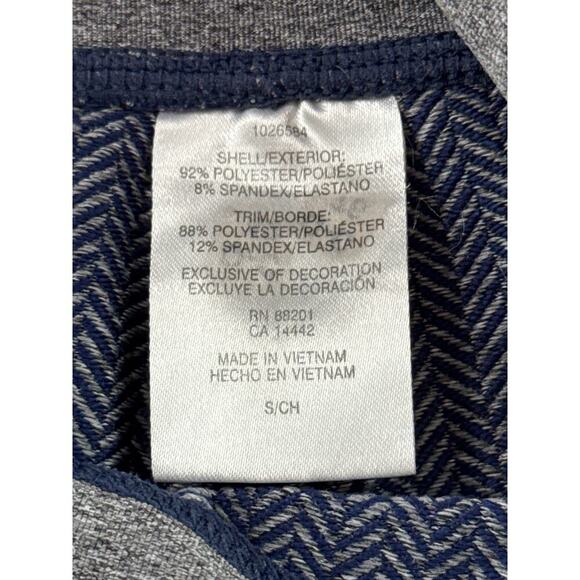 1026584
SHELL/EXTERIOR:
92% POLYESTER/POLIÉSTER
8% SPANDEX/ELASTANO
TRIM/BORDE:
88% POLYESTER/POLIÉSTER
12% SPANDEX/ELASTANO
EXCLUSIVE OF DECORATION
EXCLUYE LA DECORACIÓN
RN 88201
CA 14442
MADE IN VIETNAM
HECHO EN VIETNAM
S/CH